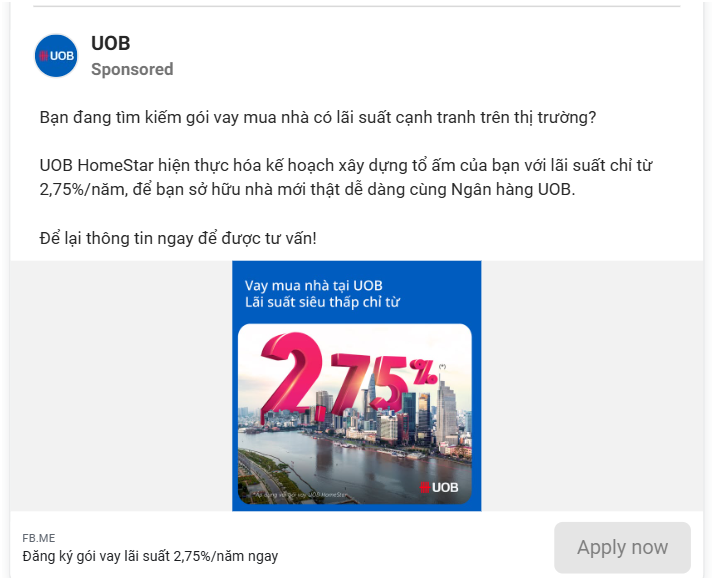 UOB
UOB
Sponsored
Bạn đang tìm kiếm gói vay mua nhà có lãi suất cạnh tranh trên thị trường?
UOB HomeStar hiện thực hóa kế hoạch xây dựng tổ ấm của bạn với lãi suất chỉ từ
2,75%/năm, để bạn sở hữu nhà mới thật dễ dàng cùng Ngân hàng UOB.
Để lại thông tin ngay để được tư vấn!
Vay mua nhà tại UOB
Lãi suất siêu thấp chỉ từ
2,75% (*)
UOB HomeStar
UOB
FB.ME
Đăng ký gói vay lãi suất 2,75%/năm ngay
Apply now